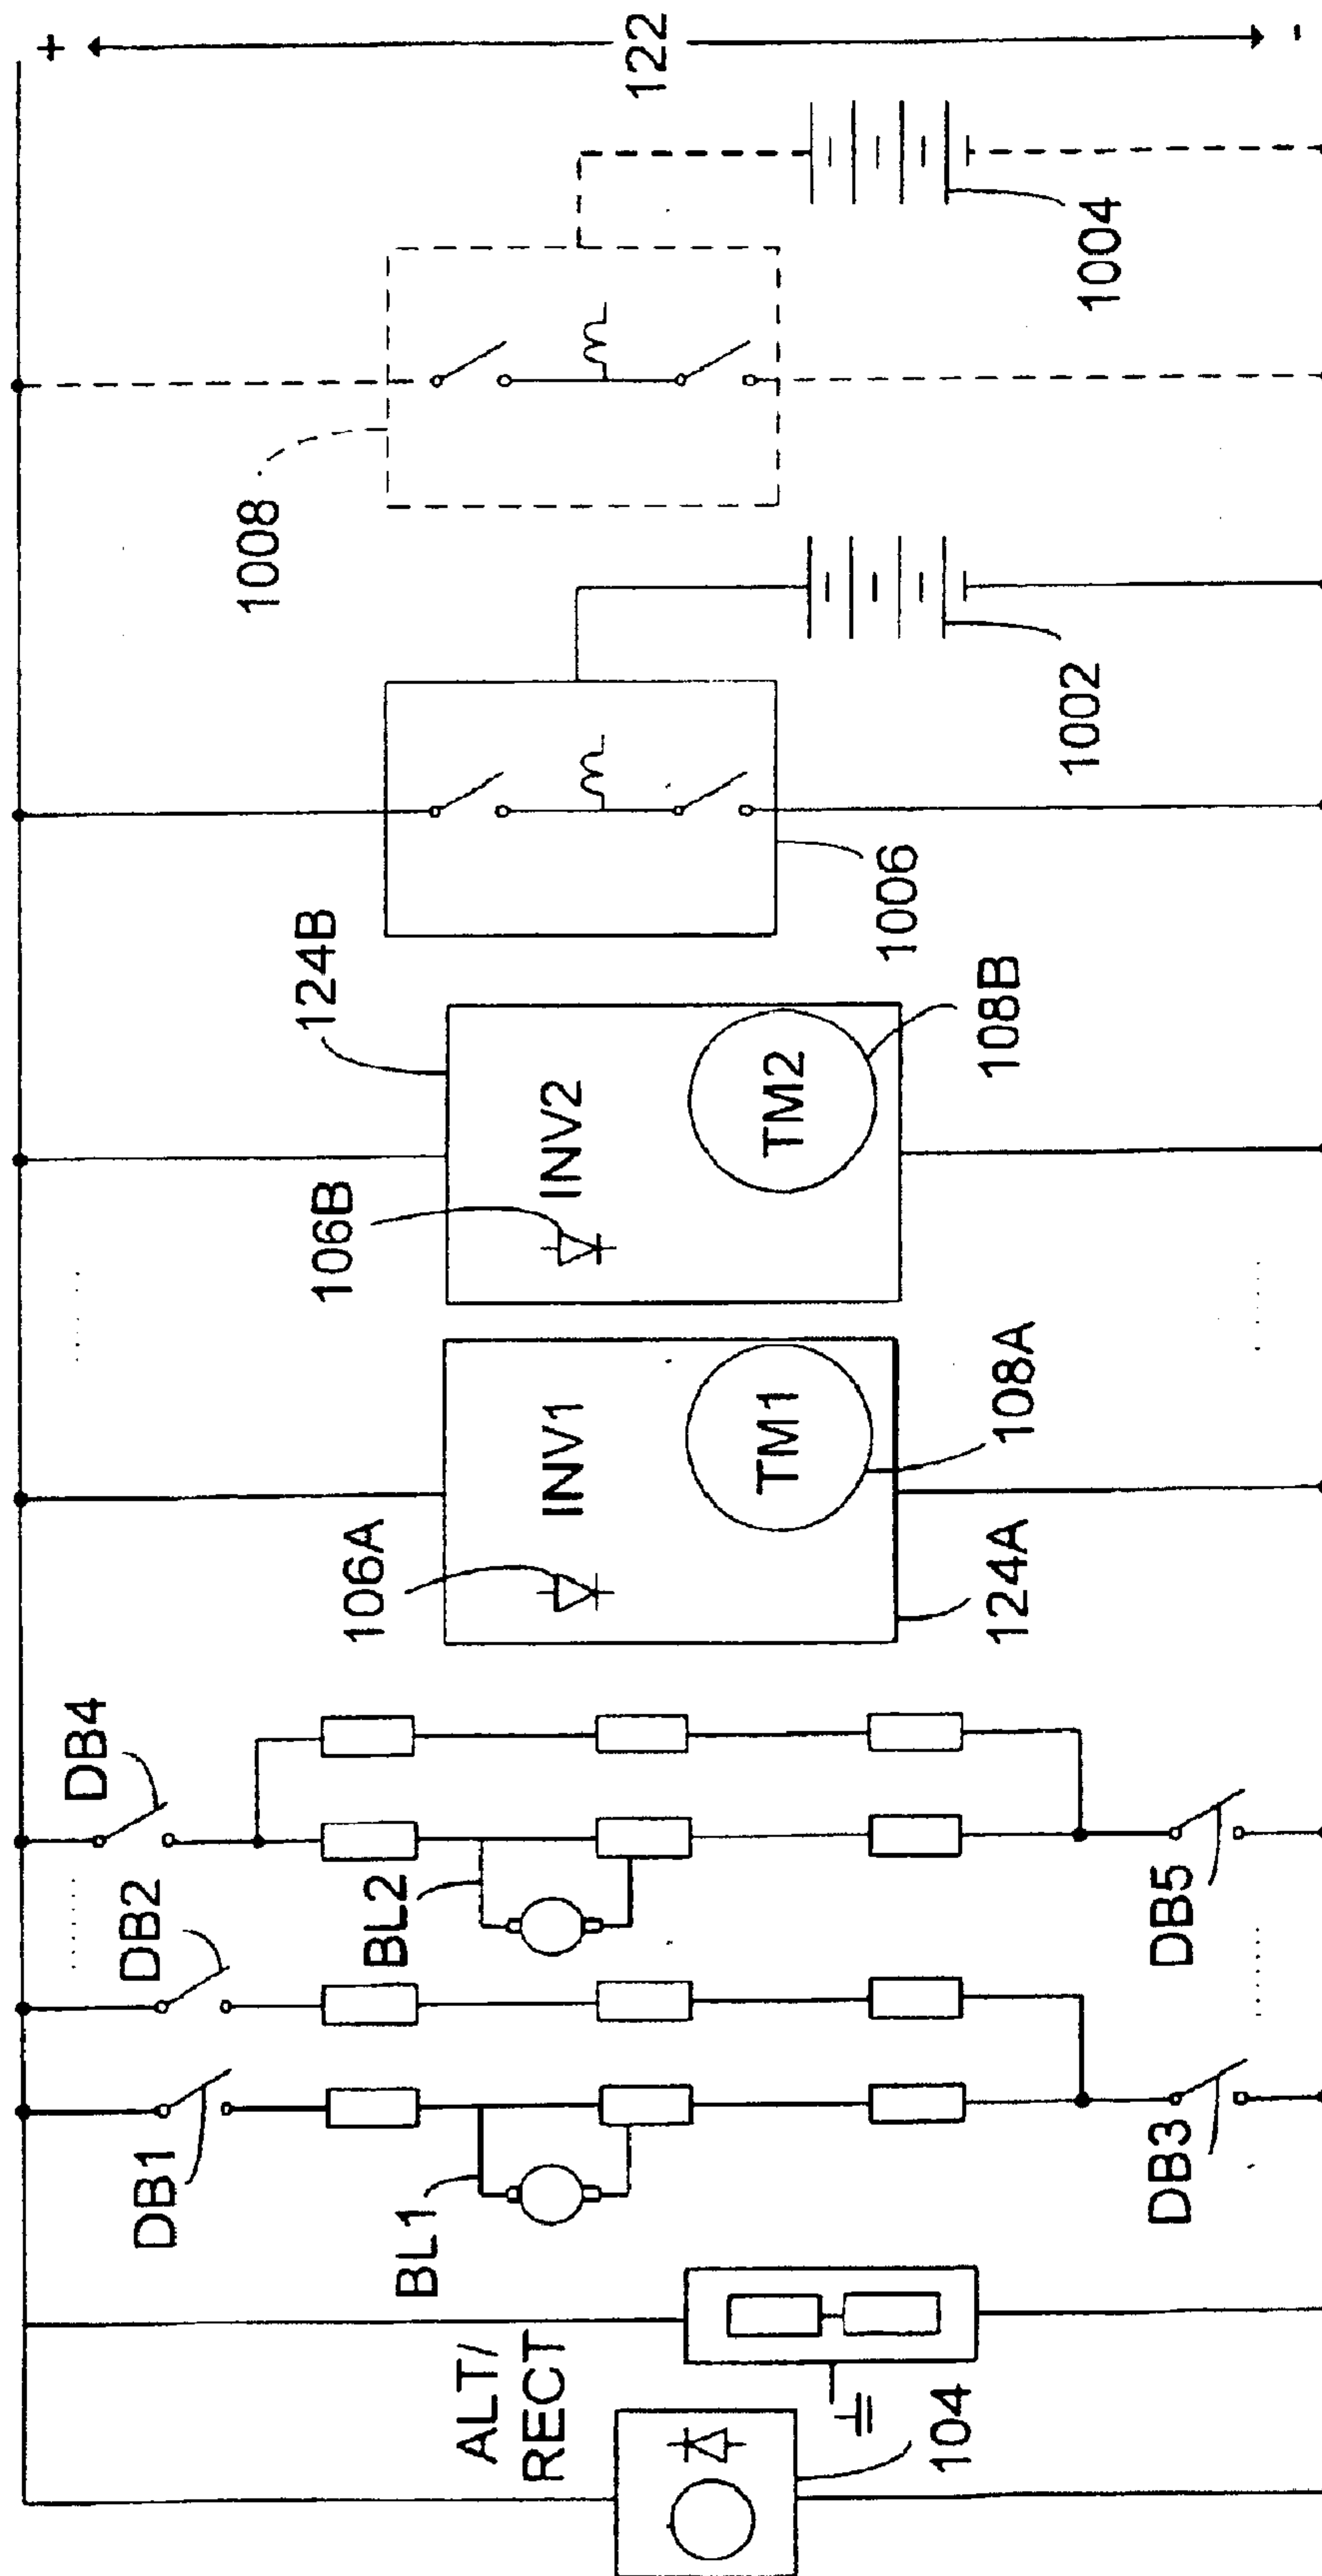 +
122
-
1004
1008
1002
1006
124B
108B
TM2
INV2
106B
108A
TM1
INV1
106A
124A
DB4
DB2
BL2
DB5
DB1
BL1
DB3
ALT/
RECT
104